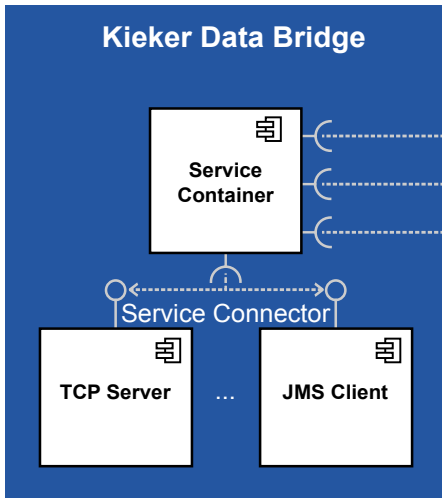 Kieker Data Bridge
Service
Container
Service Connector
TCP Server
...
JMS Client